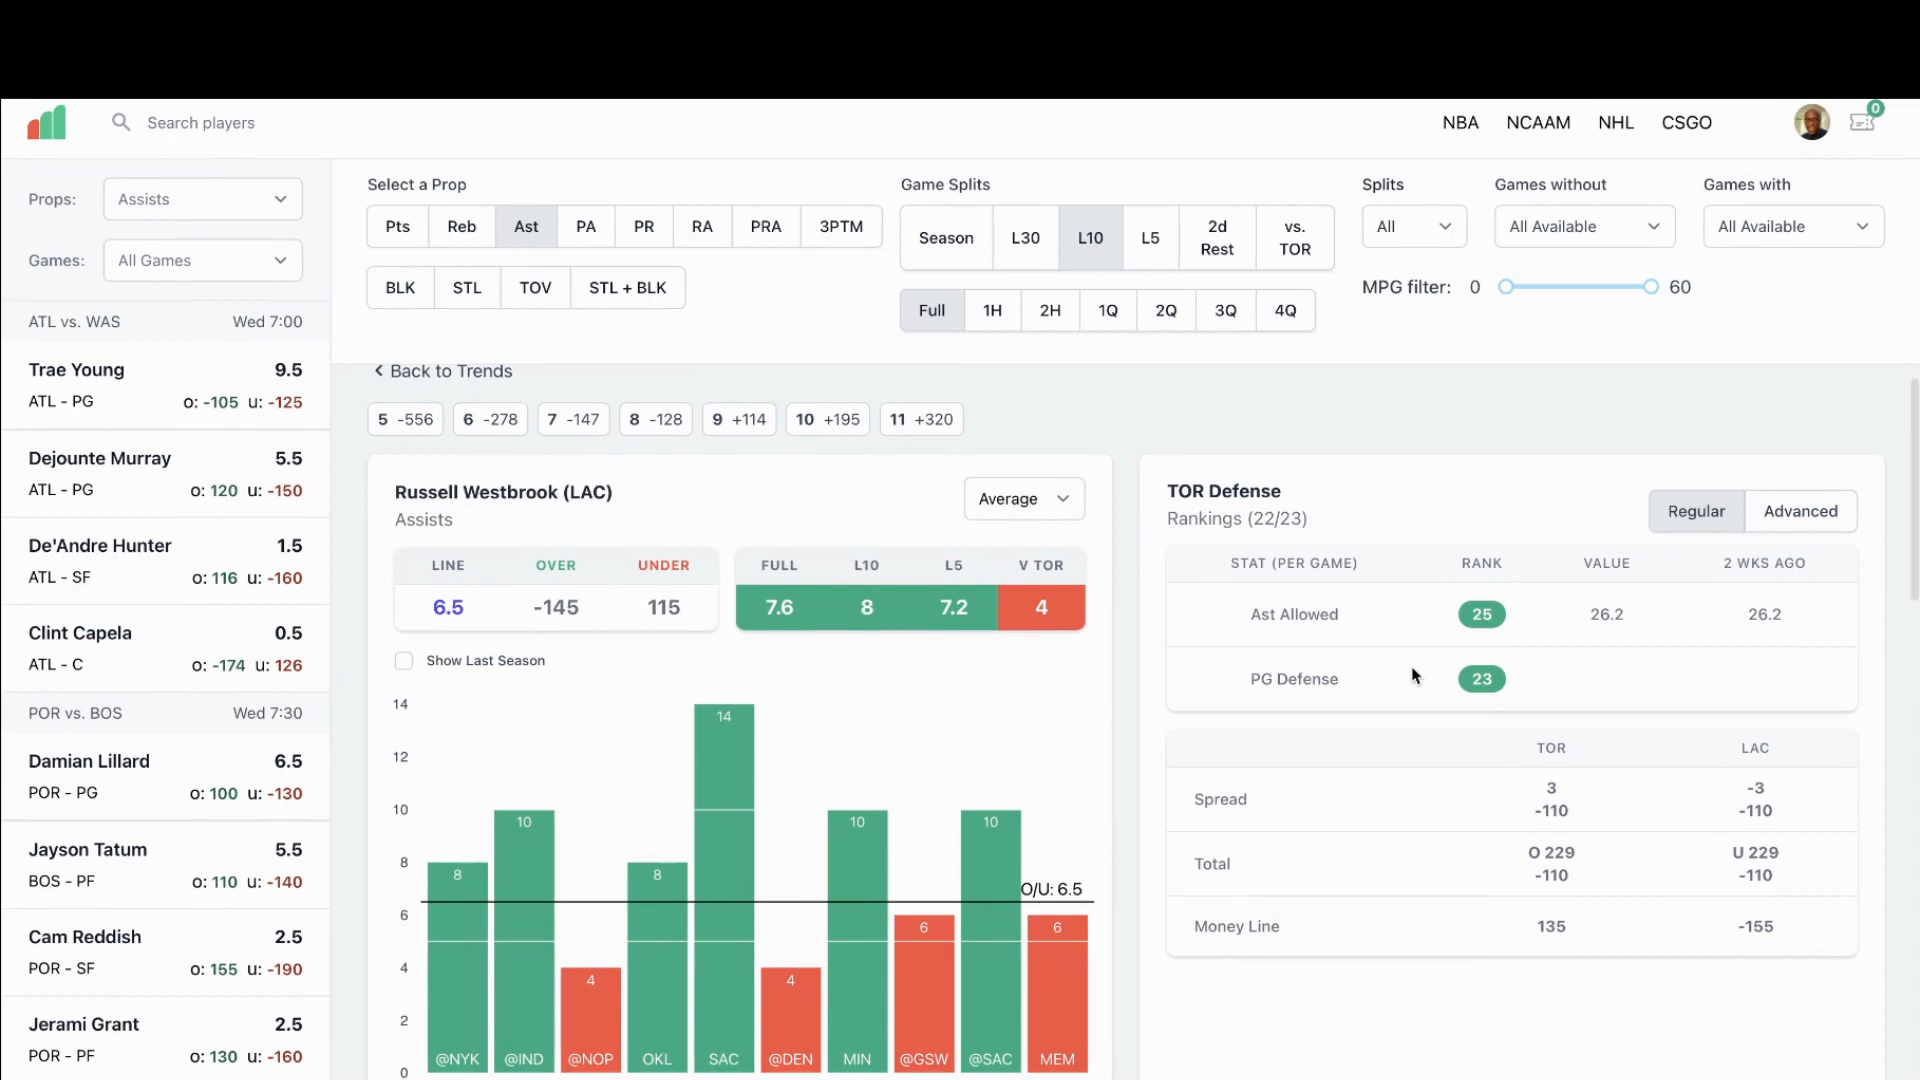 Search players
NBA NCAAM NHL CSGO 0
Props: Assists
Games: All Games
ATL vs. WAS Wed 7:00
Trae Young 9.5
ATL - PG o: -105 u: -125
Dejounte Murray 5.5
ATL - PG o: 120 u: -150
De'Andre Hunter 1.5
ATL - SF o: 116 u: -160
Clint Capela 0.5
ATL - C o: -174 u: 126
POR vs. BOS Wed 7:30
Damian Lillard 6.5
POR - PG o: 100 u: -130
Jayson Tatum 5.5
BOS - PF o: 110 u: -140
Cam Reddish 2.5
POR - SF o: 155 u: -190
Jerami Grant 2.5
POR - PF o: 130 u: -160
Select a Prop
Pts Reb Ast PA PR RA PRA 3PTM
BLK STL TOV STL + BLK
Game Splits
Season L30 L10 L5 2d Rest vs. TOR
Full 1H 2H 1Q 2Q 3Q 4Q
Splits Games without Games with
All All Available All Available
MPG filter: 0 60
Back to Trends
5 -556 6 -278 7 -147 8 -128 9 +114 10 +195 11 +320
Russell Westbrook (LAC)
Assists
Average
LINE OVER UNDER
6.5 -145 115
FULL L10 L5 V TOR
7.6 8 7.2 4
Show Last Season
14
12
10
8
6
4
2
0
8 10 4 8 14 4 10 6 10 6
O/U: 6.5
@NYK @IND @NOP OKL SAC @DEN MIN @GSW @SAC MEM
TOR Defense
Rankings (22/23)
Regular Advanced
STAT (PER GAME) RANK VALUE 2 WKS AGO
Ast Allowed 25 26.2 26.2
PG Defense 23
TOR LAC
Spread 3 -3
-110 -110
Total O 229 U 229
-110 -110
Money Line 135 -155